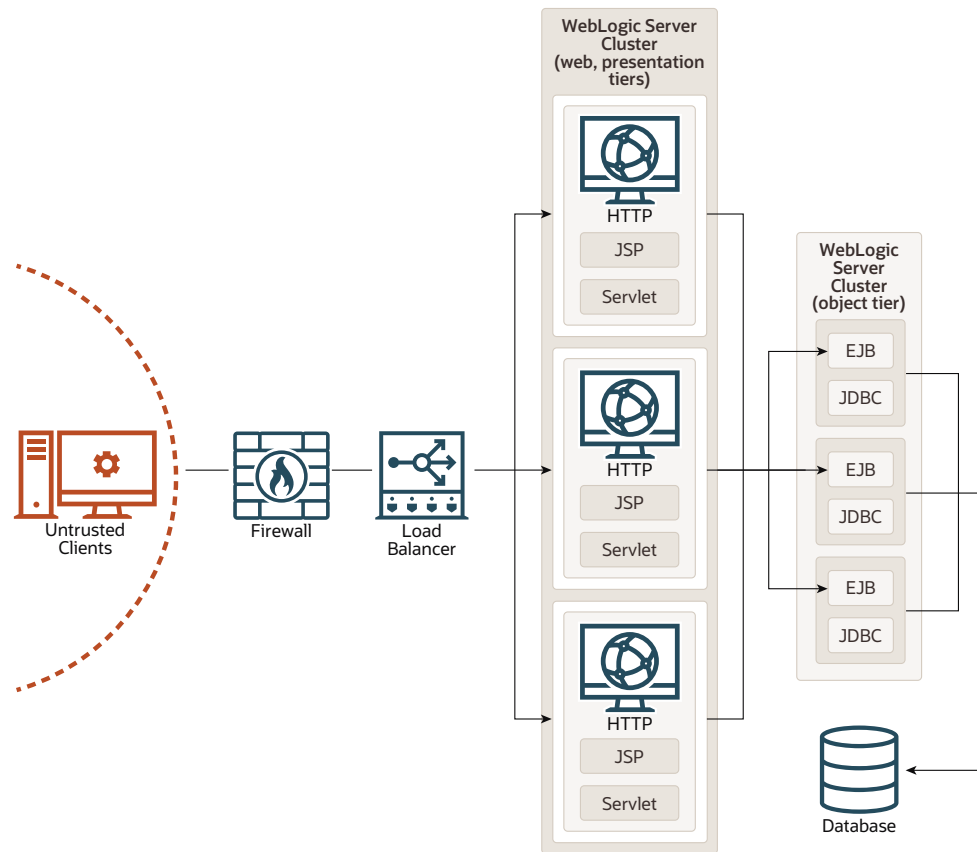 Untrusted
Clients
Firewall
Load
Balancer
WebLogic Server
Cluster
(web, presentation
tiers)
HTTP
JSP
Servlet
HTTP
JSP
Servlet
HTTP
JSP
Servlet
WebLogic
Server
Cluster
(object tier)
EJB
JDBC
EJB
JDBC
EJB
JDBC
Database